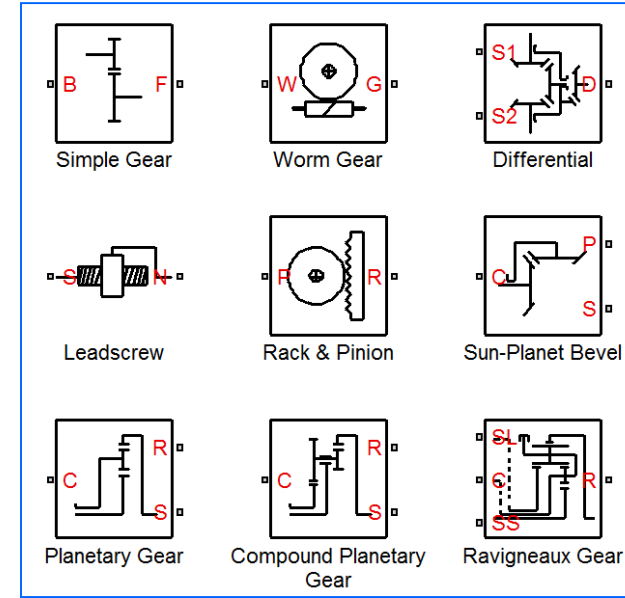 B F
Simple Gear
W G
Worm Gear
S1
D
S2
Differential
S N
Leadscrew
P R
Rack & Pinion
P
C
S
Sun-Planet Bevel
R
C
S
Planetary Gear
R
C
S
Compound Planetary
Gear
SL
C R
SS
Ravigneaux Gear